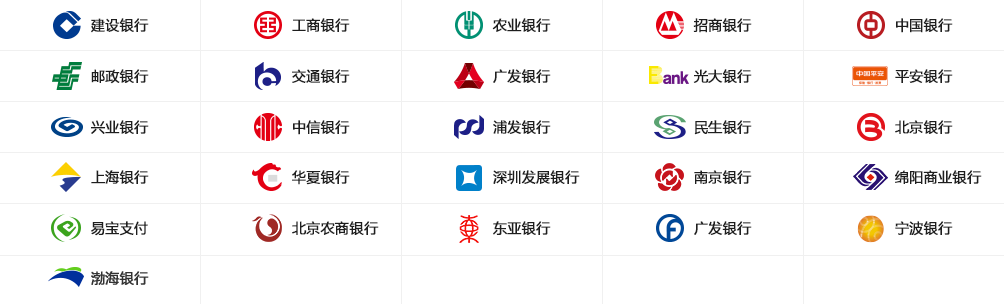 建设银行 工商银行 农业银行 招商银行 中国银行
邮政银行 交通银行 广发银行 Bank 光大银行 中国平安 平安银行
兴业银行 中信银行 浦发银行 民生银行 北京银行
上海银行 华夏银行 深圳发展银行 南京银行 绵阳商业银行
易宝支付 北京农商银行 东亚银行 广发银行 宁波银行
渤海银行